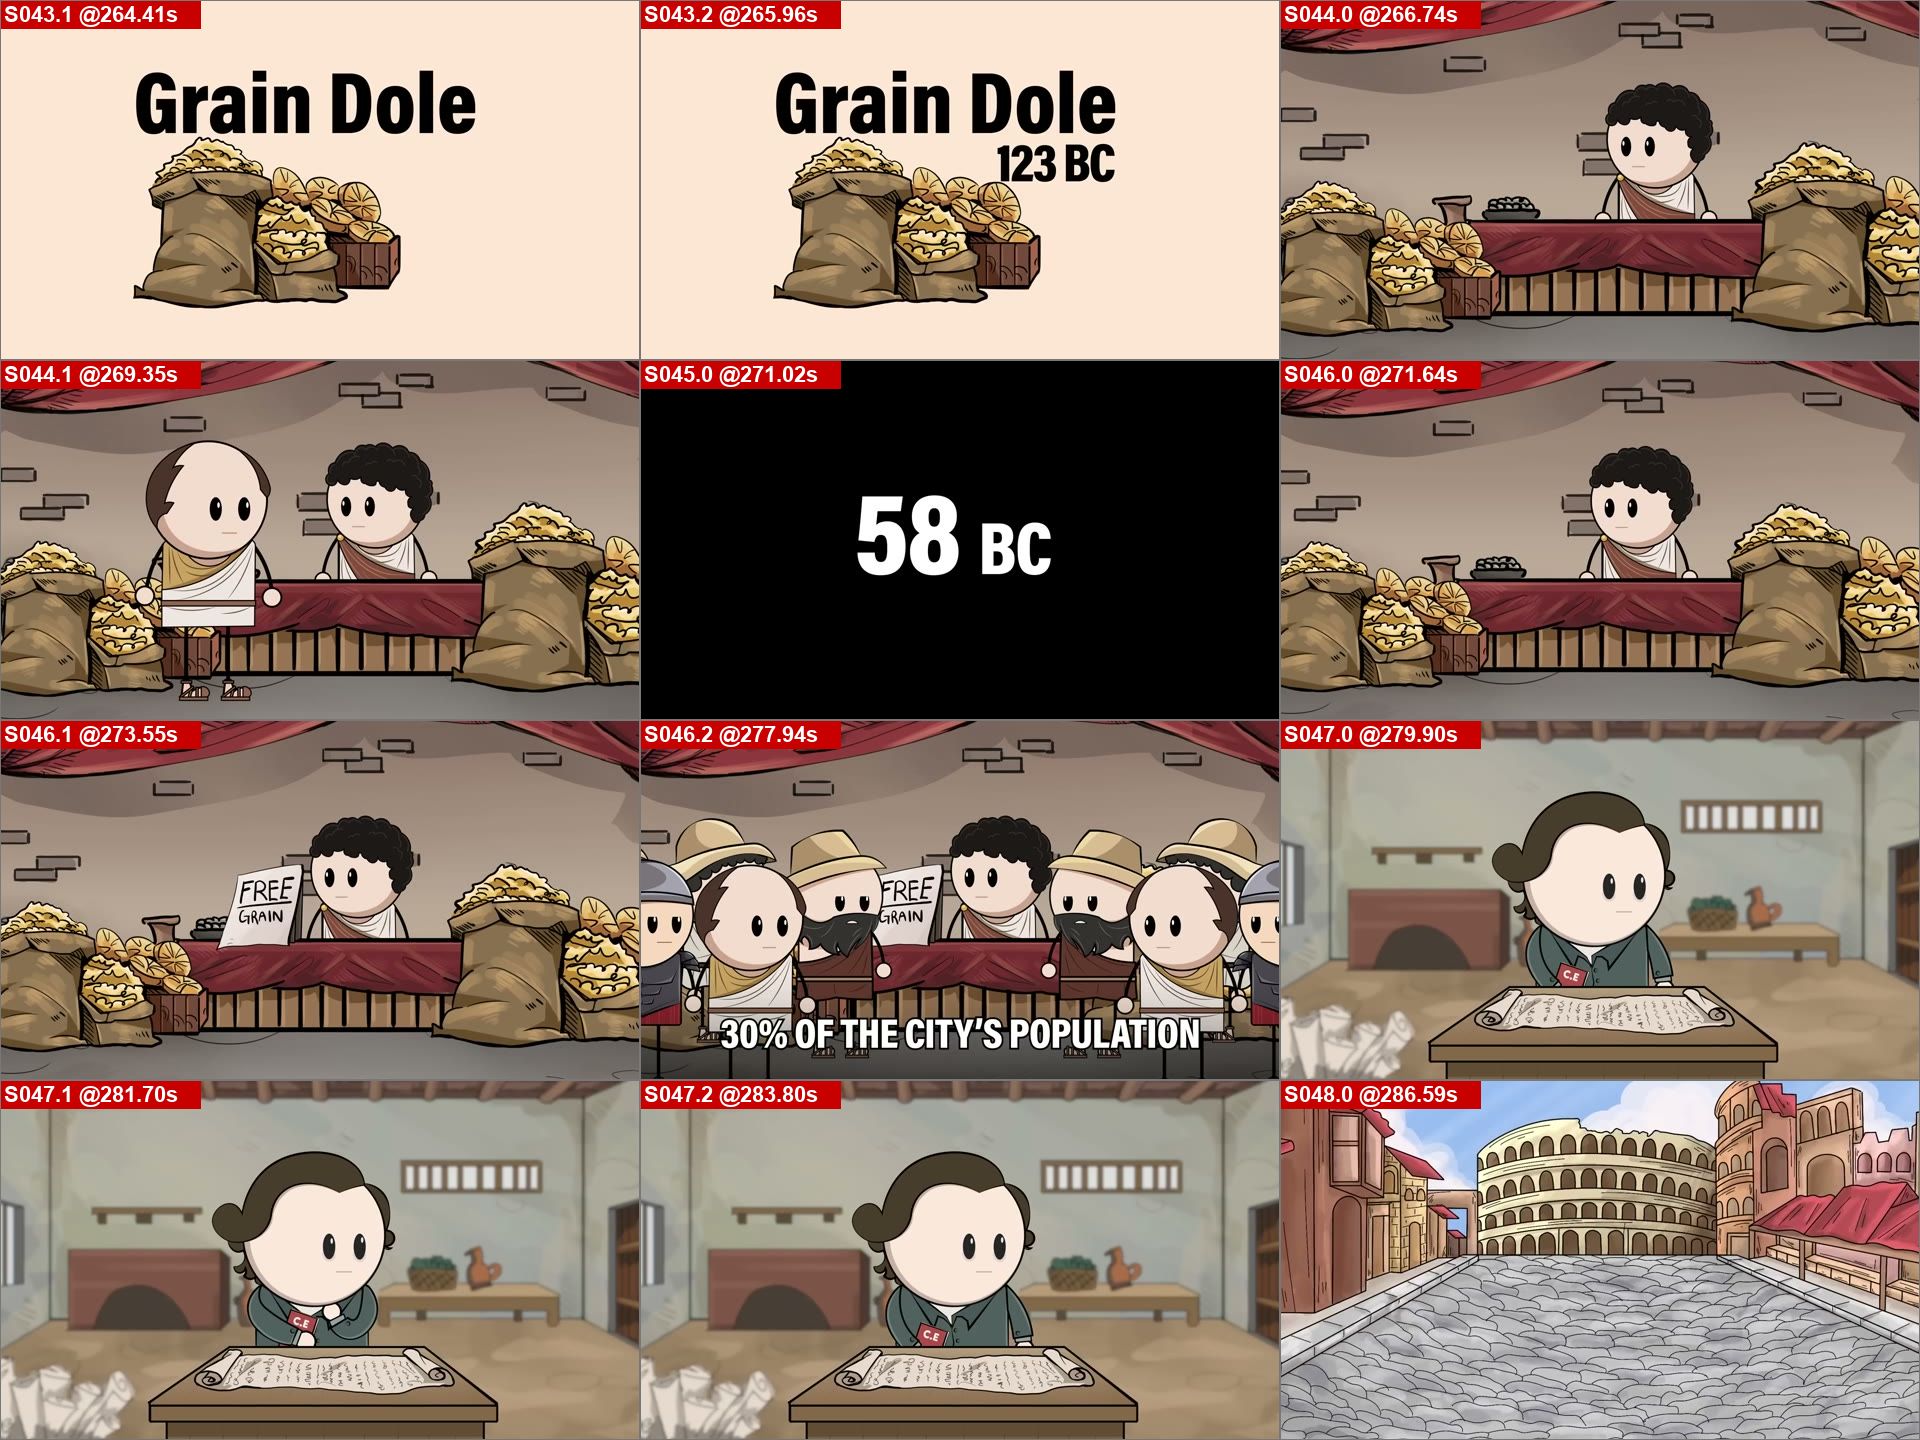 S043.1 @264.41s
Grain Dole
S043.2 @265.96s
Grain Dole
123 BC
S044.0 @266.74s
S044.1 @269.35s
S045.0 @271.02s
58 BC
S046.0 @271.64s
S046.1 @273.55s
FREE
GRAIN
S046.2 @277.94s
FREE
GRAIN
30% OF THE CITY'S POPULATION
S047.0 @279.90s
C.E
S047.1 @281.70s
C.E
S047.2 @283.80s
C.E
S048.0 @286.59s